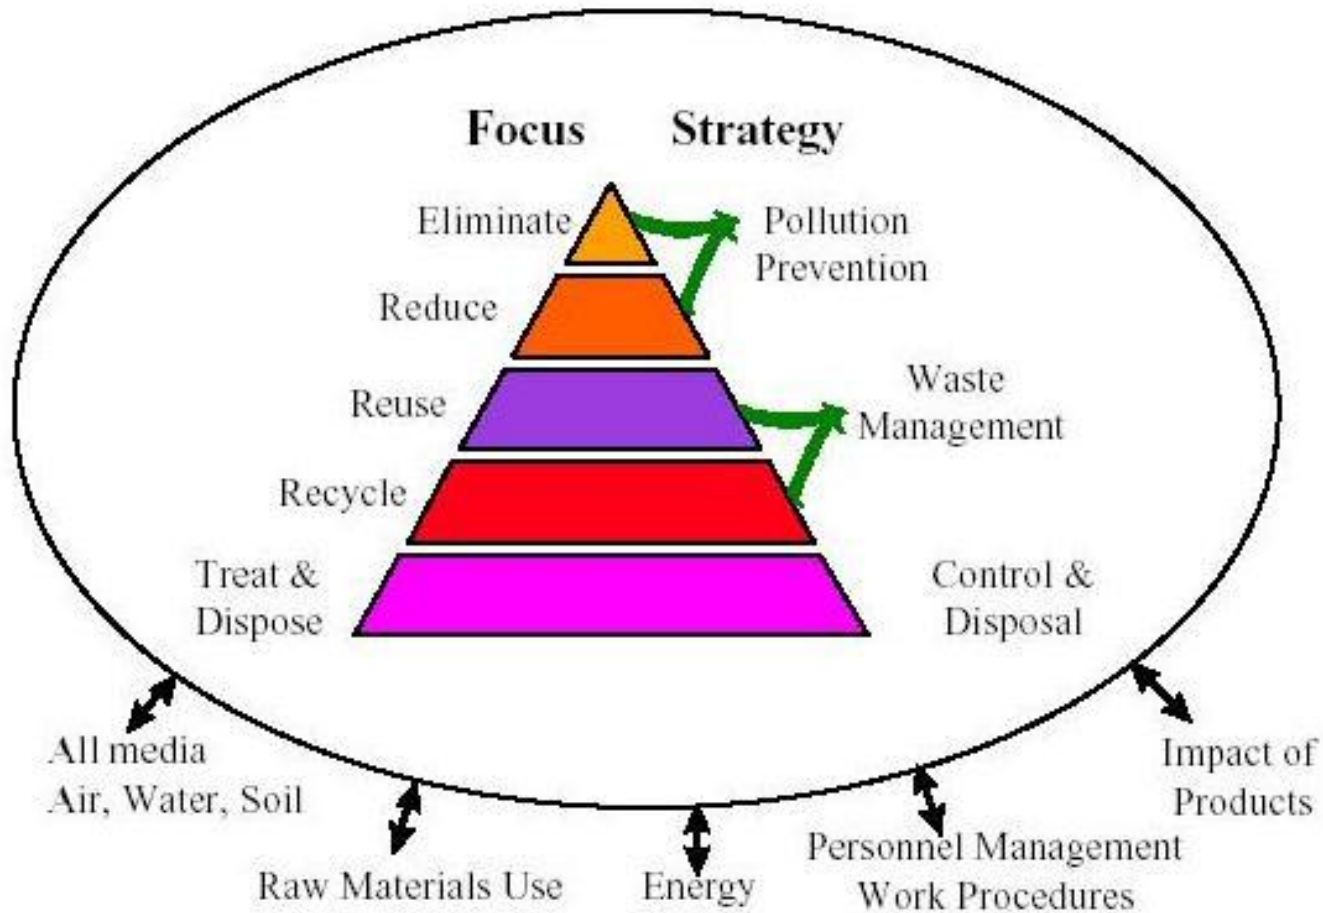 Focus Strategy
Eliminate
Pollution
Prevention
Reduce
Reuse
Waste
Management
Recycle
Treat &
Dispose
Control &
Disposal
All media
Air, Water, Soil
Raw Materials Use
Energy
Personnel Management
Work Procedures
Impact of
Products